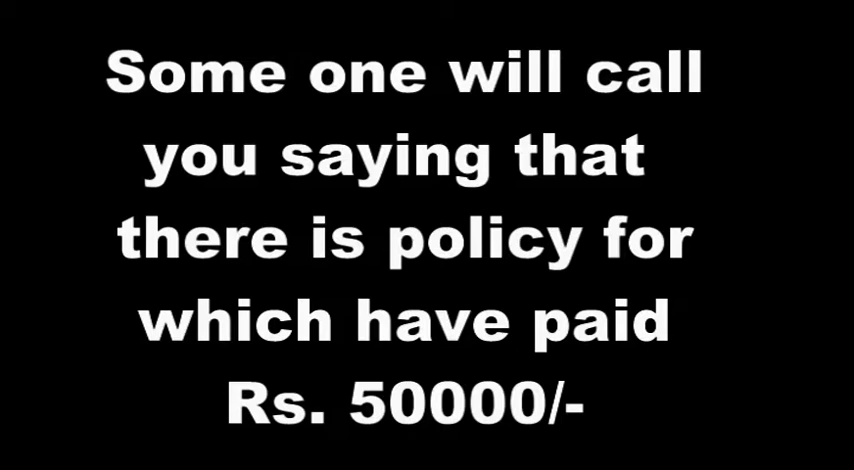 Some one will call
you saying that
there is policy for
which have paid
Rs. 50000/-